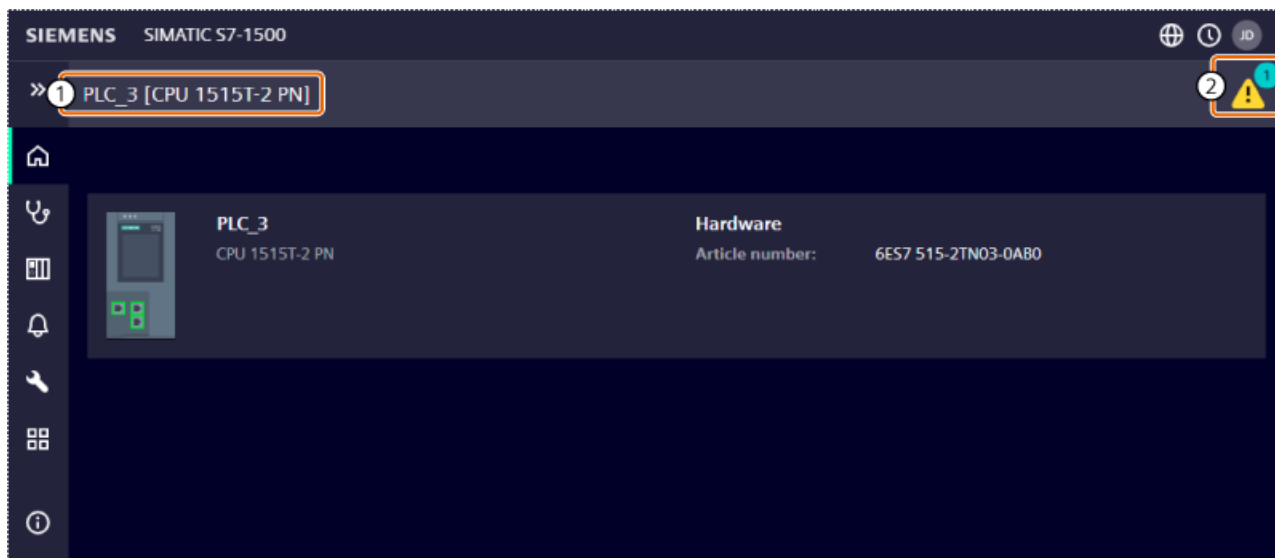 SIEMENS SIMATIC S7-1500 JD
1 PLC_3 [CPU 1515T-2 PN] 2 1
PLC_3 Hardware
CPU 1515T-2 PN Article number: 6ES7 515-2TN03-0AB0